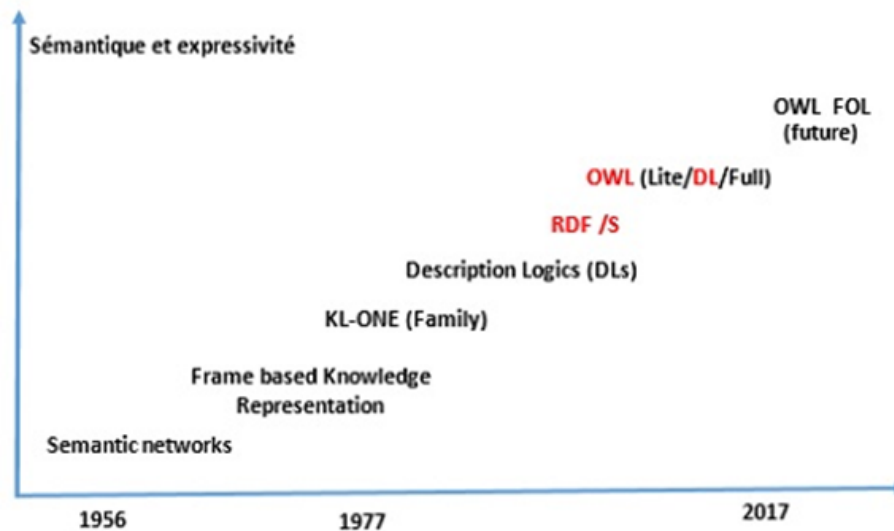 Sémantique et expressivité
OWL FOL
(future)
OWL (Lite/DL/Full)
RDF /S
Description Logics (DLs)
KL-ONE (Family)
Frame based Knowledge
Representation
Semantic networks
1956
1977
2017